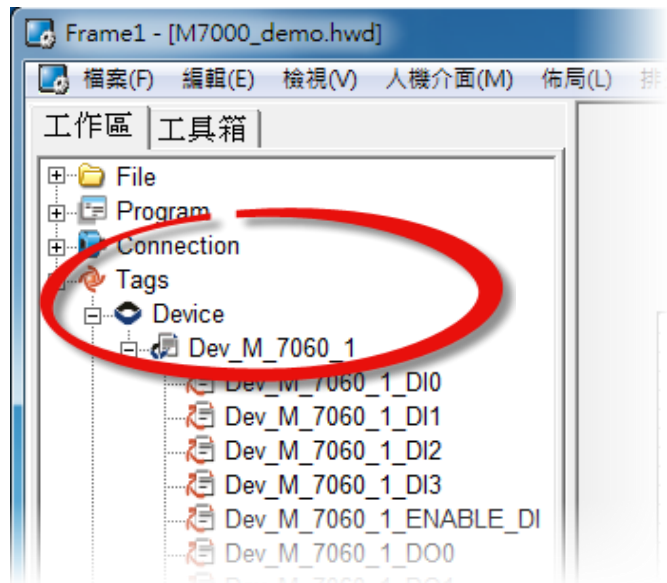 Frame1 - [M7000_demo.hwd]
檔案(F) 編輯(E) 檢視(V) 人機介面(M) 佈局(L) 排
工作區 工具箱
File
Program
Connection
Tags
Device
Dev_M_7060_1
Dev_M_7060_1_DI0
Dev_M_7060_1_DI1
Dev_M_7060_1_DI2
Dev_M_7060_1_DI3
Dev_M_7060_1_ENABLE_DI
Dev_M_7060_1_DO0